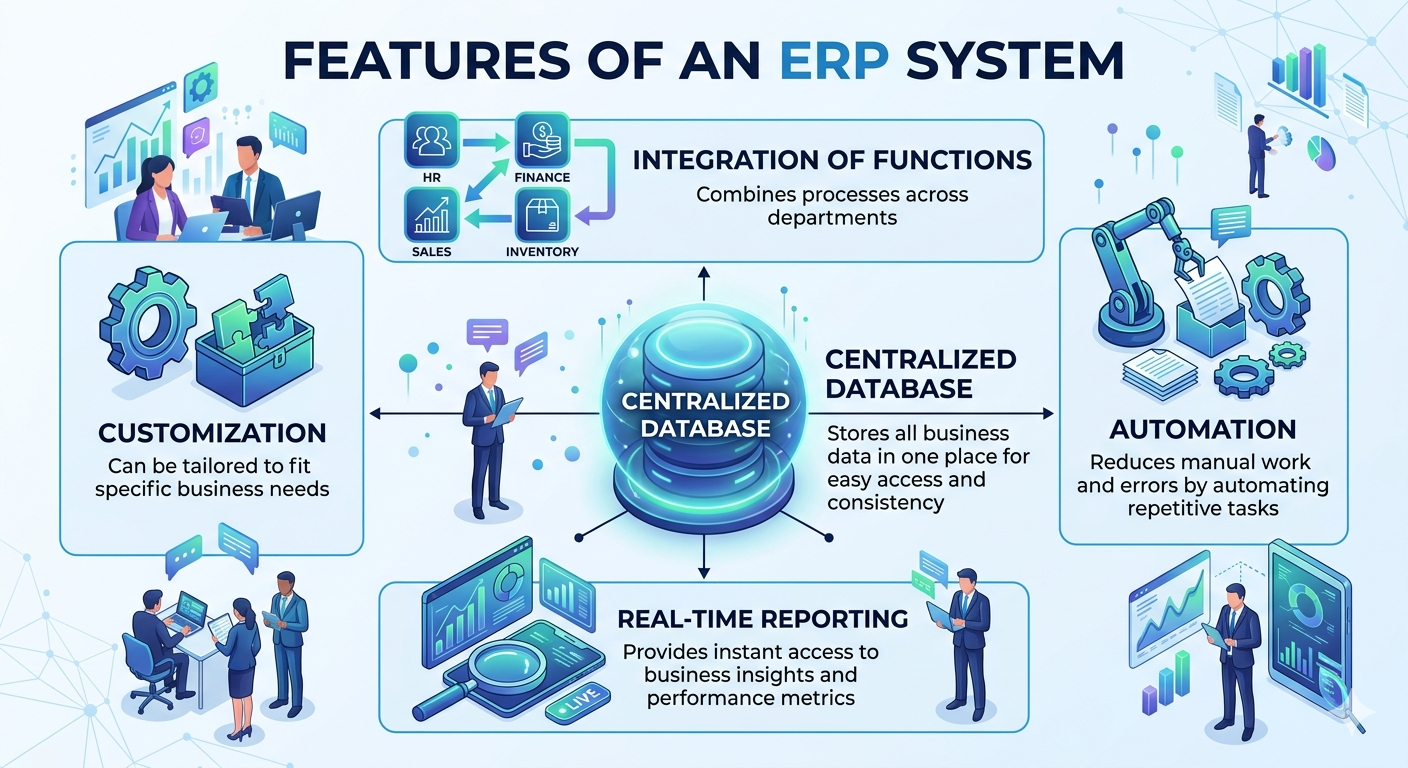 FEATURES OF AN ERP SYSTEM
HR
FINANCE
SALES
INVENTORY
INTEGRATION OF FUNCTIONS
Combines processes across
departments
CUSTOMIZATION
Can be tailored to fit
specific business needs
CENTRALIZED
DATABASE
CENTRALIZED
DATABASE
Stores all business
data in one place for
easy access and
consistency
AUTOMATION
Reduces manual work
and errors by automating
repetitive tasks
REAL-TIME REPORTING
Provides instant access to
business insights and
performance metrics
LIVE